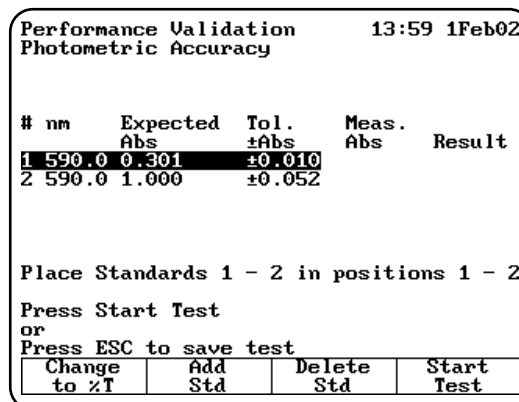 Performance Validation 13:59 1Feb02
Photometric Accuracy
# nm Expected Tol. Meas.
Abs ±Abs Abs Result
1 590.0 0.301 ±0.010
2 590.0 1.000 ±0.052
Place Standards 1 - 2 in positions 1 - 2
Press Start Test
or
Press ESC to save test
Change Add Delete Start
to %T Std Std Test